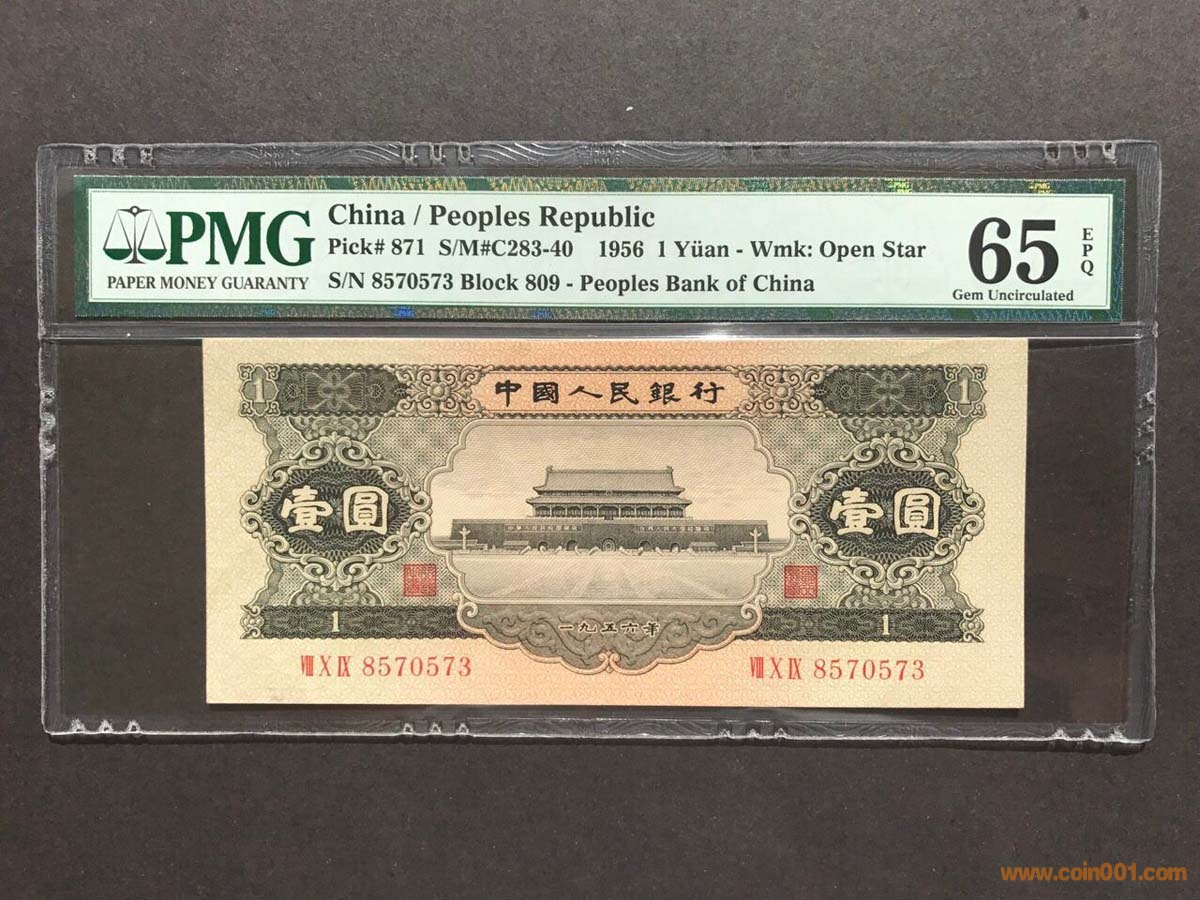 PMG
PAPER MONEY GUARANTY
China / Peoples Republic
Pick# 871 S/M#C283-40 1956 1 Yüan - Wmk: Open Star
S/N 8570573 Block 809 - Peoples Bank of China
65
EPQ
Gem Uncirculated
1 中國人民銀行 1
壹圓 壹圓
一九五六年
1 1
VIII X IX 8570573 VIII X IX 8570573
www.coin001.com